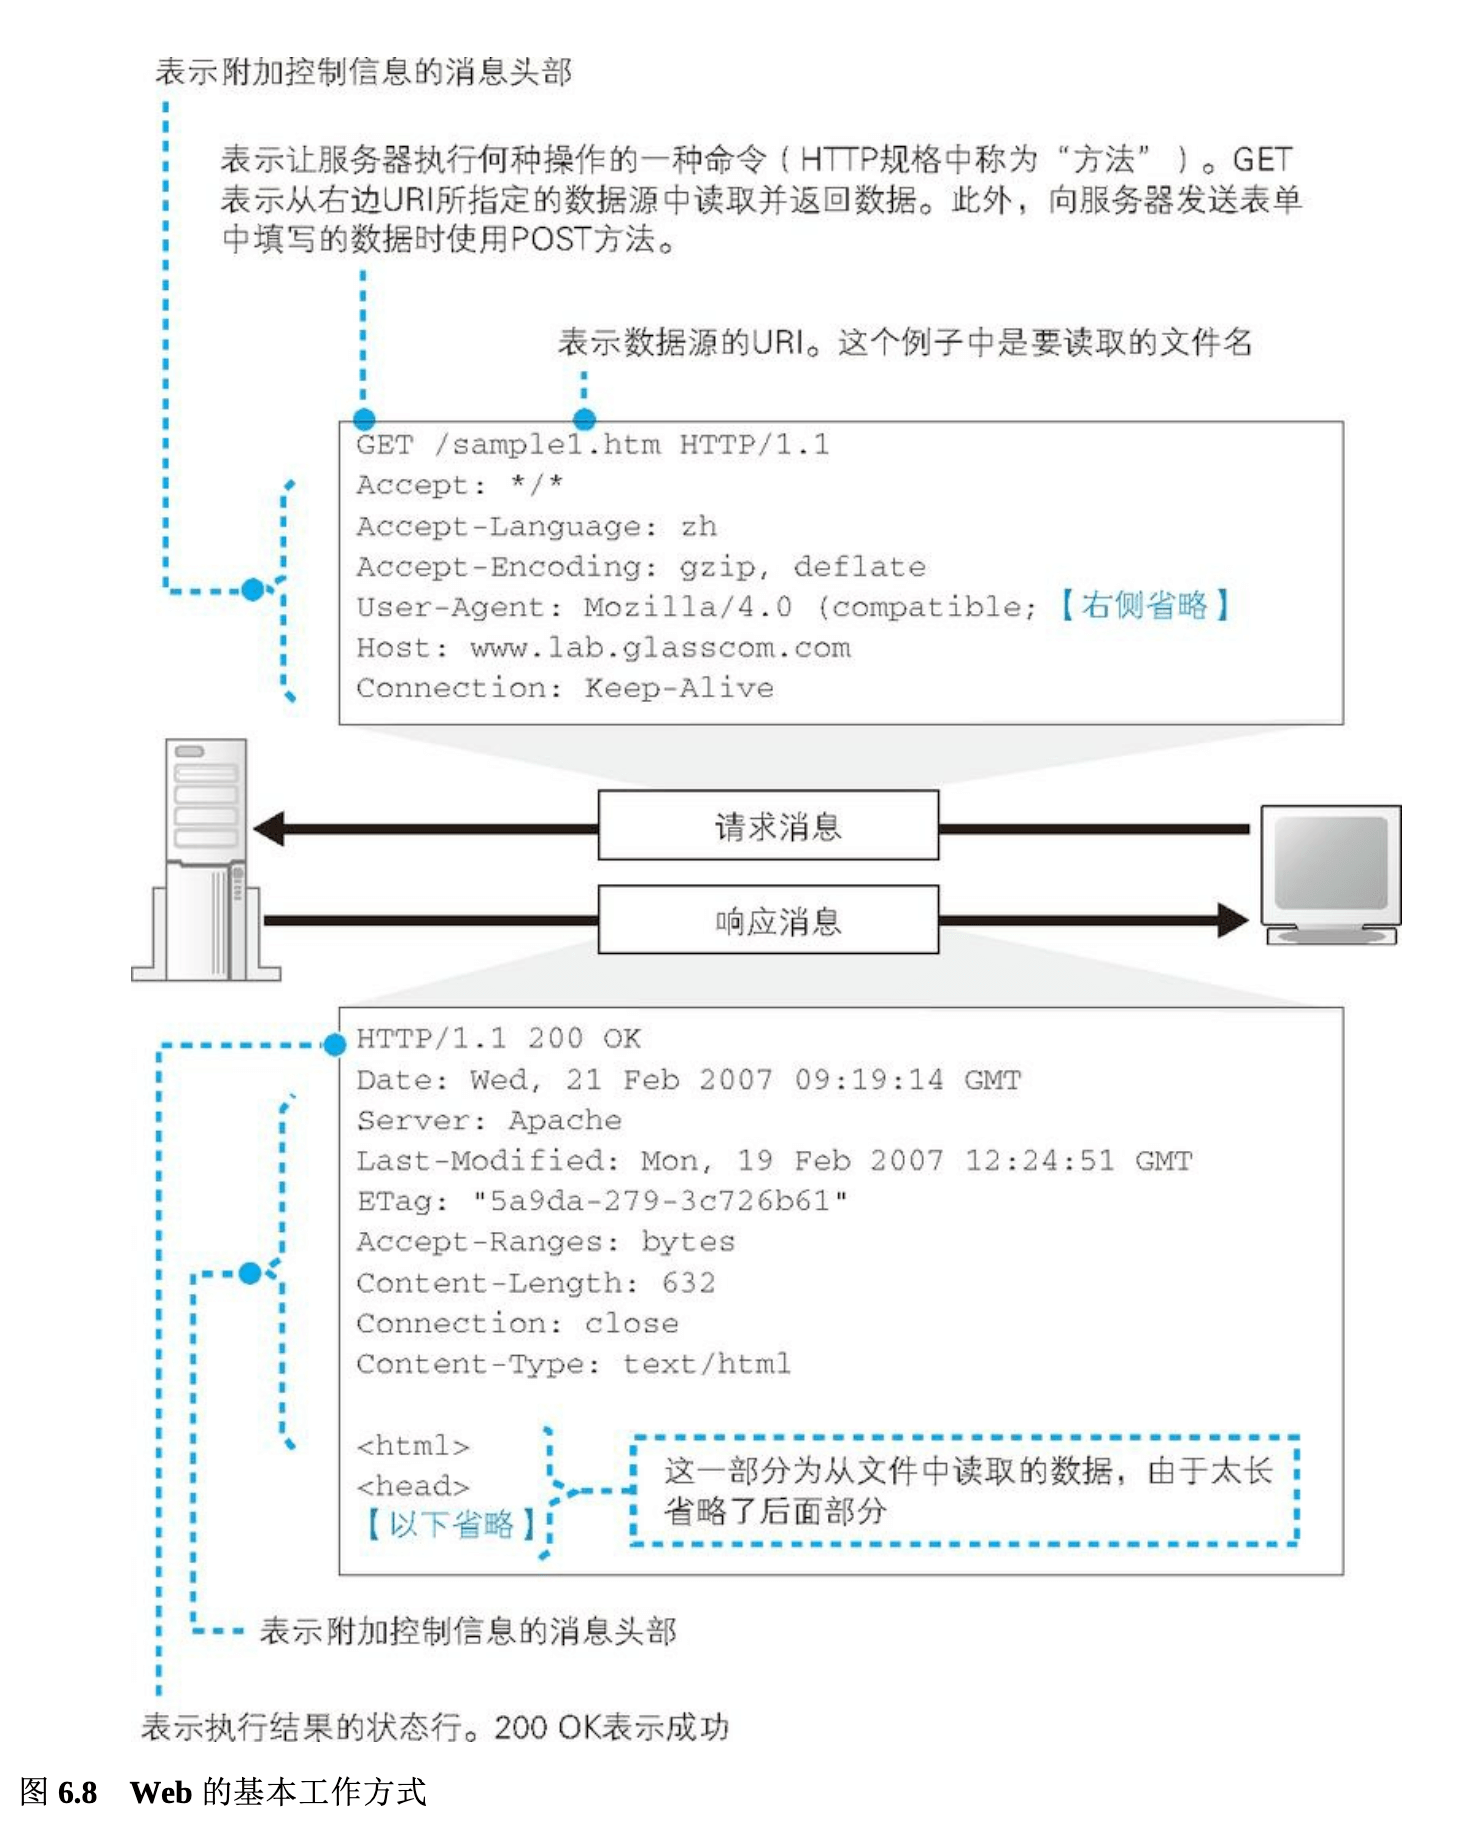 表示附加控制信息的消息头部
表示让服务器执行何种操作的一种命令（HTTP规格中称为“方法”）。GET
表示从右边URI所指定的数据源中读取并返回数据。此外，向服务器发送表单
中填写的数据时使用POST方法。
表示数据源的URI。这个例子中是要读取的文件名
GET /sample1.htm HTTP/1.1
Accept: */*
Accept-Language: zh
Accept-Encoding: gzip, deflate
User-Agent: Mozilla/4.0 (compatible; 【右侧省略】
Host: www.lab.glasscom.com
Connection: Keep-Alive
请求消息
响应消息
HTTP/1.1 200 OK
Date: Wed, 21 Feb 2007 09:19:14 GMT
Server: Apache
Last-Modified: Mon, 19 Feb 2007 12:24:51 GMT
ETag: "5a9da-279-3c726b61"
Accept-Ranges: bytes
Content-Length: 632
Connection: close
Content-Type: text/html
<html>
<head>
【以下省略】
这一部分为从文件中读取的数据，由于太长
省略了后面部分
表示附加控制信息的消息头部
表示执行结果的状态行。200 OK表示成功
图 6.8 Web 的基本工作方式